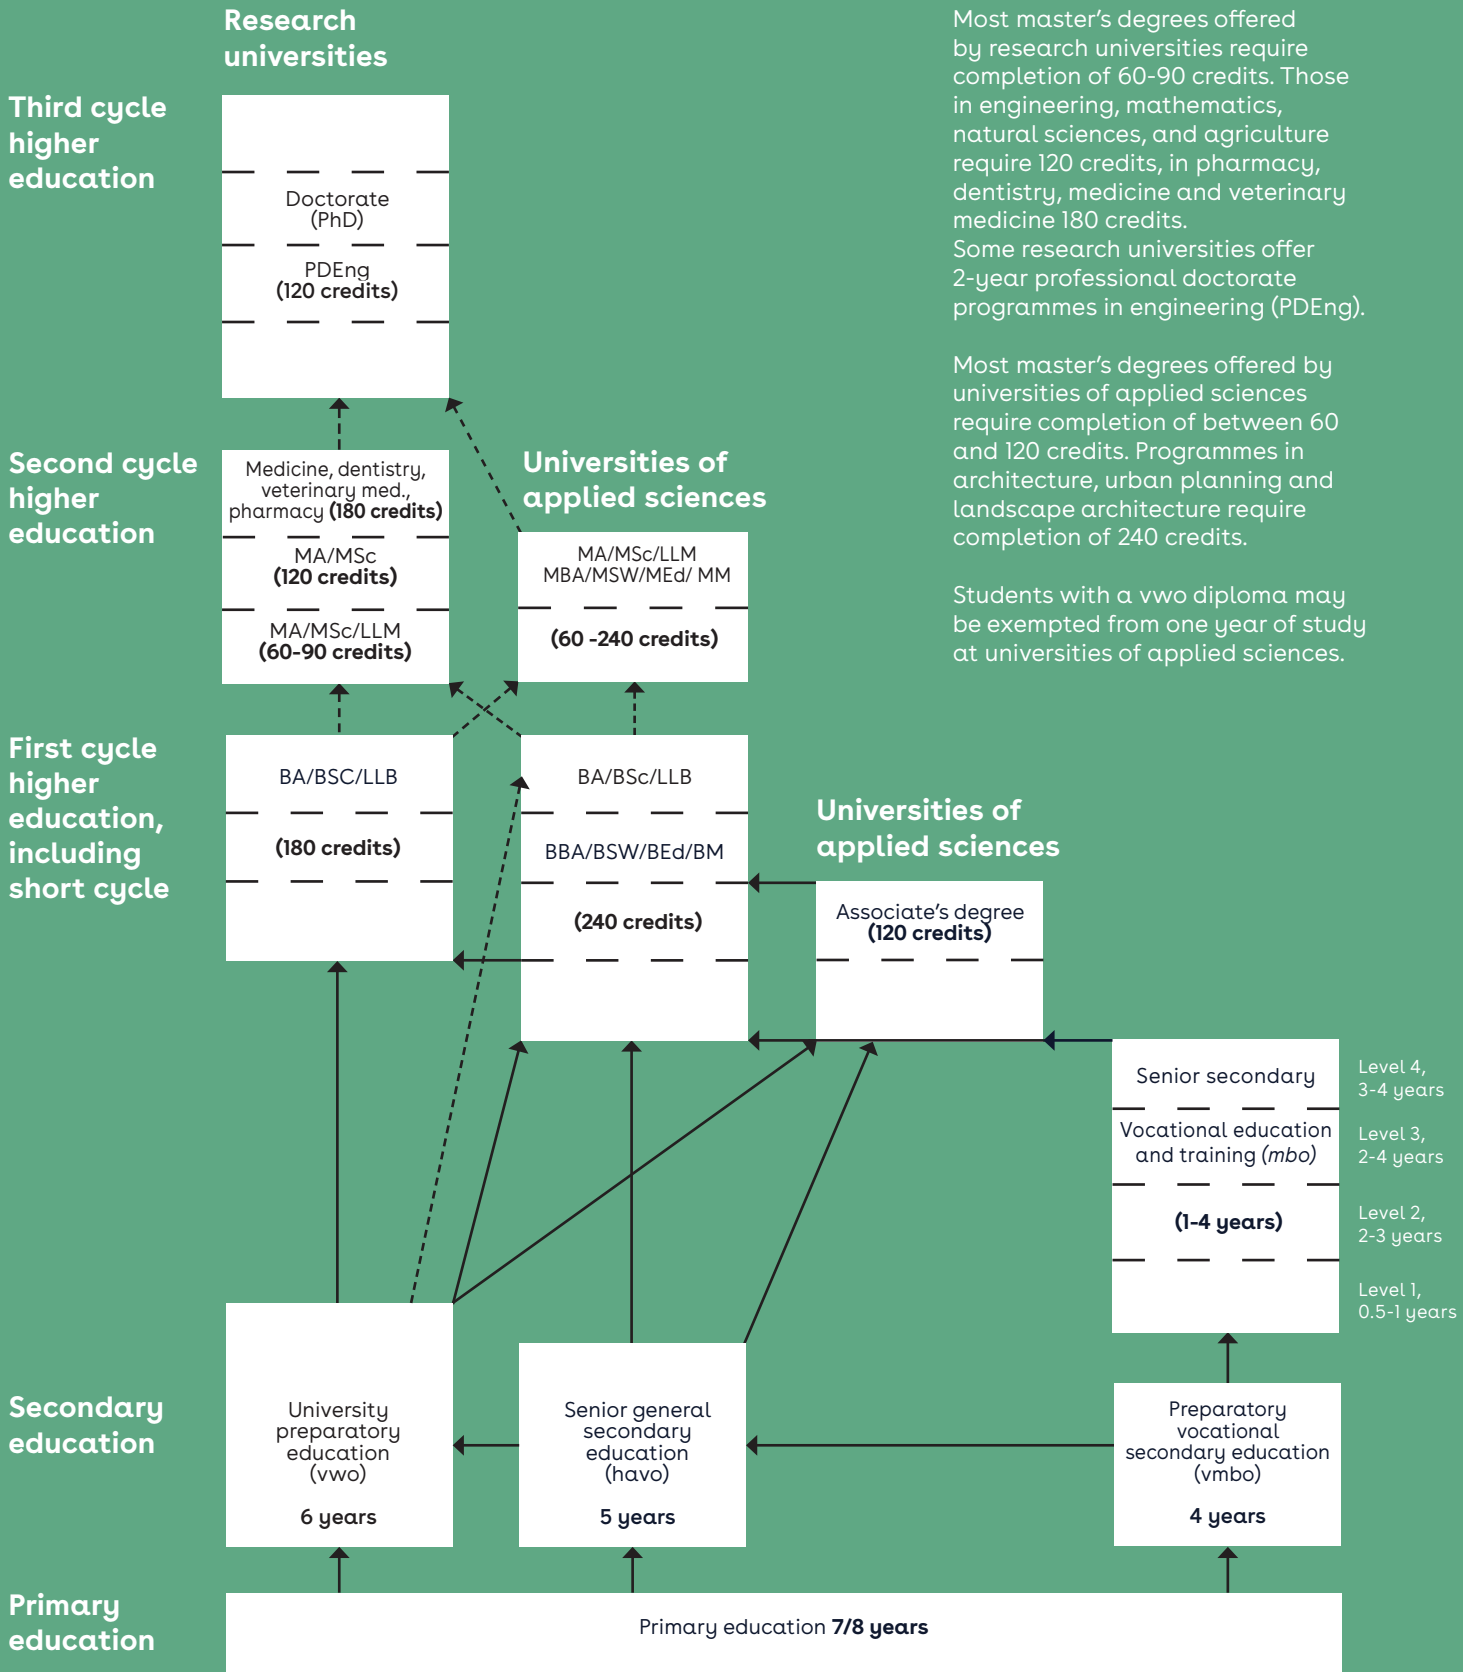 Research
universities
Most master's degrees offered
by research universities require
completion of 60-90 credits. Those
in engineering, mathematics,
natural sciences, and agriculture
require 120 credits, in pharmacy,
dentistry, medicine and veterinary
medicine 180 credits.
Some research universities offer
2-year professional doctorate
programmes in engineering (PDEng).
Most master's degrees offered by
universities of applied sciences
require completion of between 60
and 120 credits. Programmes in
architecture, urban planning and
landscape architecture require
completion of 240 credits.
Students with a vwo diploma may
be exempted from one year of study
at universities of applied sciences.
Third cycle
higher
education
Doctorate
(PhD)
PDEng
(120 credits)
Second cycle
higher
education
Medicine, dentistry,
veterinary med.,
pharmacy (180 credits)
MA/MSc
(120 credits)
MA/MSc/LLM
(60-90 credits)
Universities of
applied sciences
MA/MSc/LLM
MBA/MSW/MEd/ MM
(60 -240 credits)
First cycle
higher
education,
including
short cycle
BA/BSC/LLB
(180 credits)
BA/BSc/LLB
BBA/BSW/BEd/BM
(240 credits)
Universities of
applied sciences
Associate's degree
(120 credits)
Senior secondary
Vocational education
and training (mbo)
(1-4 years)
Level 4,
3-4 years
Level 3,
2-4 years
Level 2,
2-3 years
Level 1,
0.5-1 years
Secondary
education
University
preparatory
education
(vwo)
6 years
Senior general
secondary
education
(havo)
5 years
Preparatory
vocational
secondary education
(vmbo)
4 years
Primary
education
Primary education 7/8 years